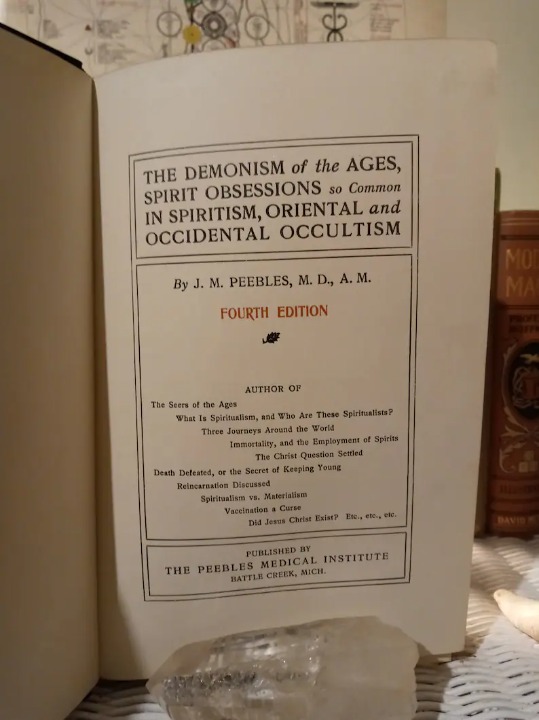 THE DEMONISM of the AGES,
SPIRIT OBSESSIONS so Common
IN SPIRITISM, ORIENTAL and
OCCIDENTAL OCCULTISM
By J. M. PEEBLES, M. D., A. M.
FOURTH EDITION
AUTHOR OF
The Seers of the Ages
What Is Spiritualism, and Who Are These Spiritualists?
Three Journeys Around the World
Immortality, and the Employment of Spirits
The Christ Question Settled
Death Defeated, or the Secret of Keeping Young
Reincarnation Discussed
Spiritualism vs. Materialism
Vaccination a Curse
Did Jesus Christ Exist? Etc., etc., etc.
PUBLISHED BY
THE PEEBLES MEDICAL INSTITUTE
BATTLE CREEK, MICH.
DAVID